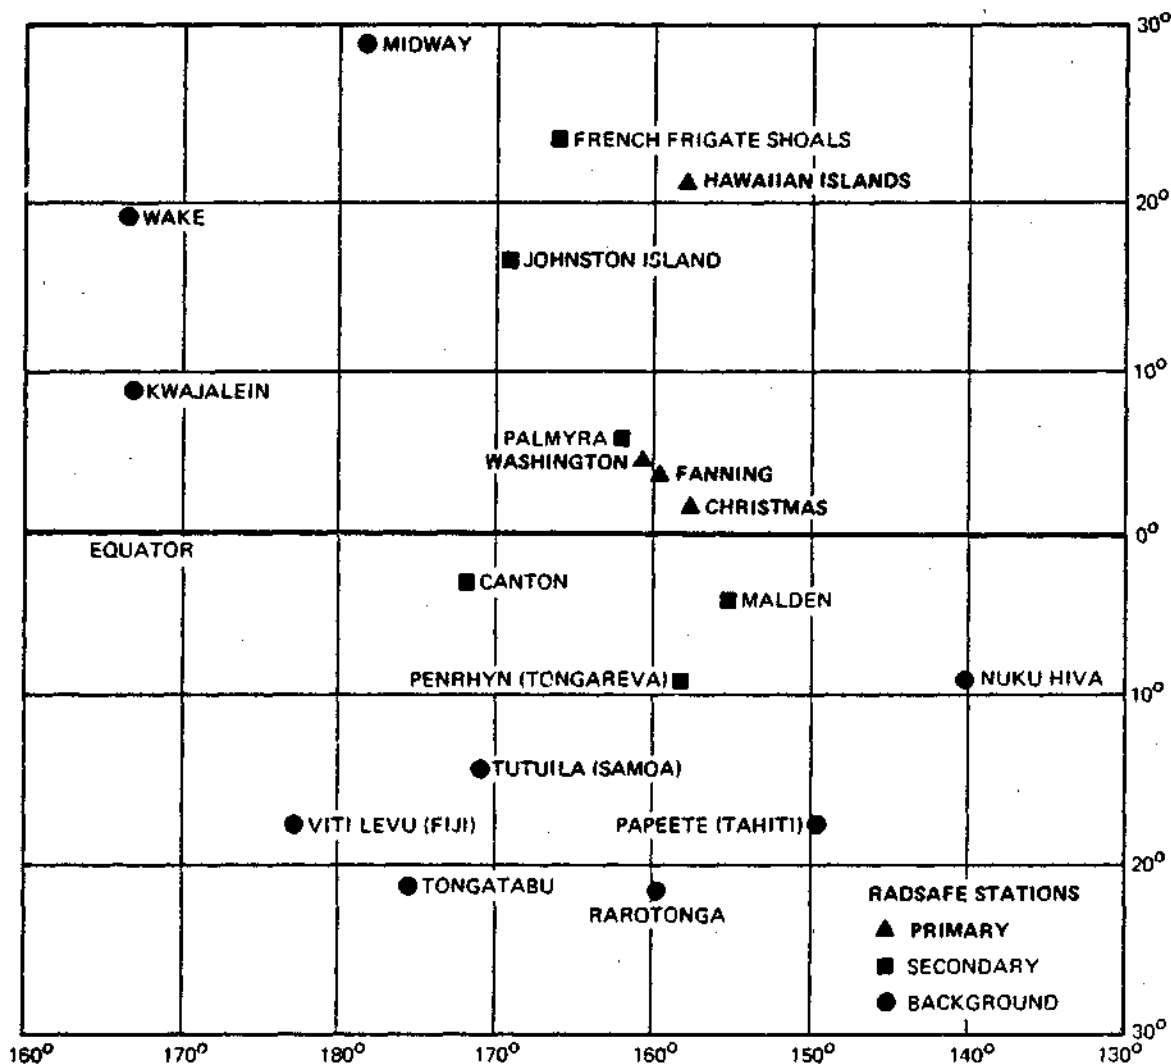 30°
MIDWAY
FRENCH FRIGATE SHOALS
HAWAIIAN ISLANDS
20°
WAKE
JOHNSTON ISLAND
10°
KWAJALEIN
PALMYRA
WASHINGTON
FANNING
CHRISTMAS
0°
EQUATOR
CANTON
MALDEN
PENRHYN (TONGAREVA)
NUKU HIVA
10°
TUTUILA (SAMOA)
VITI LEVU (FIJI)
PAPEETE (TAHITI)
20°
TONGATABU
RAROTONGA
RADSAFE STATIONS
PRIMARY
SECONDARY
BACKGROUND
30°
160° 170° 180° 170° 160° 150° 140° 130°